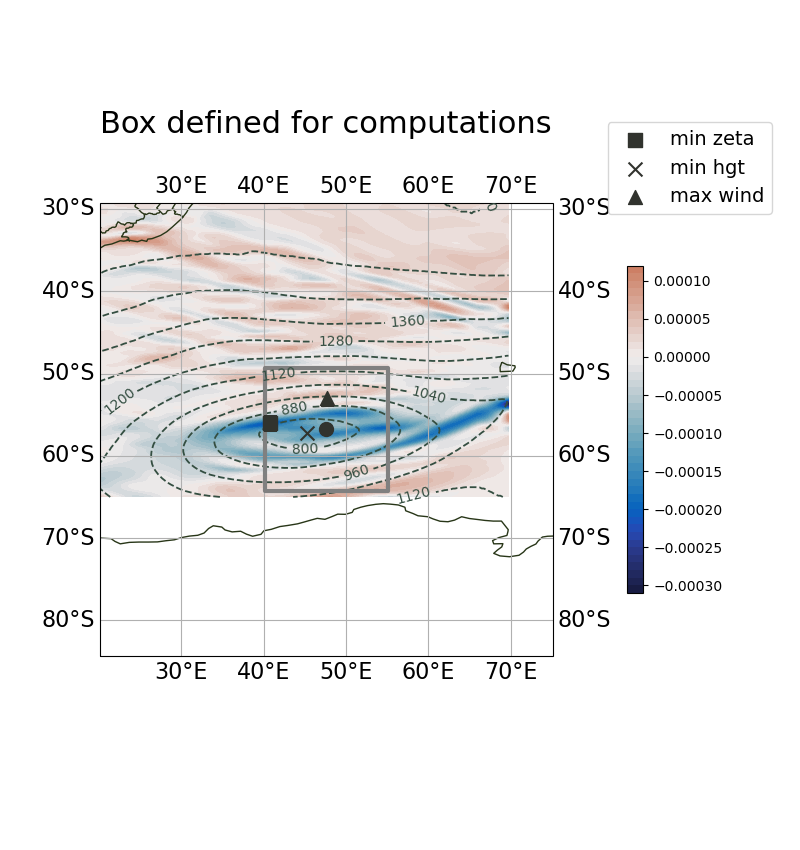 Box defined for computations
min zeta
min hgt
max wind
30°E 40°E 50°E 60°E 70°E
30°S 30°S
40°S 40°S
50°S 50°S
60°S 60°S
70°S 70°S
80°S 80°S
30°E 40°E 50°E 60°E 70°E
0
1360
1280
1120
1040
1200
880
800
960
1120
0.00010
0.00005
0.00000
−0.00005
−0.00010
−0.00015
−0.00020
−0.00025
−0.00030